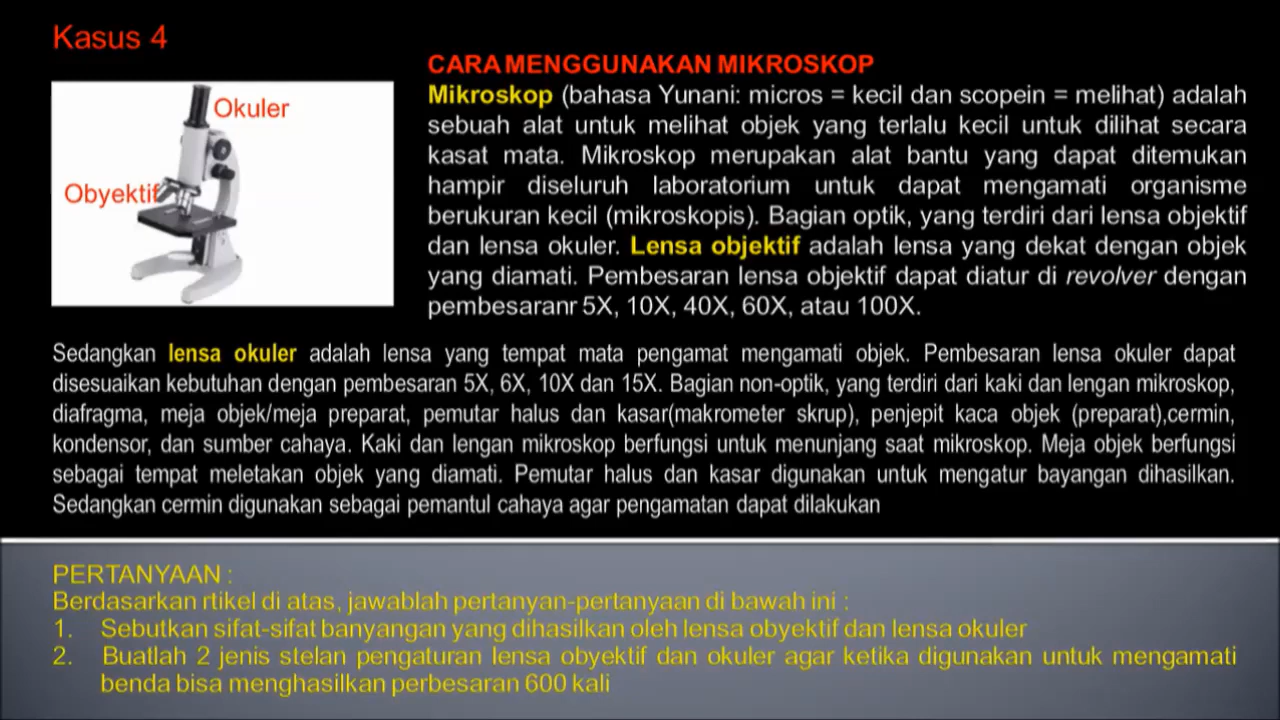 Kasus 4
Okuler
Obyektif
CARA MENGGUNAKAN MIKROSKOP
Mikroskop (bahasa Yunani: micros = kecil dan scopein = melihat) adalah
sebuah alat untuk melihat objek yang terlalu kecil untuk dilihat secara
kasat mata. Mikroskop merupakan alat bantu yang dapat ditemukan
hampir diseluruh laboratorium untuk dapat mengamati organisme
berukuran kecil (mikroskopis). Bagian optik, yang terdiri dari lensa objektif
dan lensa okuler. Lensa objektif adalah lensa yang dekat dengan objek
yang diamati. Pembesaran lensa objektif dapat diatur di revolver dengan
pembesaranr 5X, 10X, 40X, 60X, atau 100X.
Sedangkan lensa okuler adalah lensa yang tempat mata pengamat mengamati objek. Pembesaran lensa okuler dapat
disesuaikan kebutuhan dengan pembesaran 5X, 6X, 10X dan 15X. Bagian non-optik, yang terdiri dari kaki dan lengan mikroskop,
diafragma, meja objek/meja preparat, pemutar halus dan kasar(makrometer skrup), penjepit kaca objek (preparat),cermin,
kondensor, dan sumber cahaya. Kaki dan lengan mikroskop berfungsi untuk menunjang saat mikroskop. Meja objek berfungsi
sebagai tempat meletakan objek yang diamati. Pemutar halus dan kasar digunakan untuk mengatur bayangan dihasilkan.
Sedangkan cermin digunakan sebagai pemantul cahaya agar pengamatan dapat dilakukan
PERTANYAAN :
Berdasarkan rtikel di atas, jawablah pertanyan-pertanyaan di bawah ini :
1. Sebutkan sifat-sifat banyangan yang dihasilkan oleh lensa obyektif dan lensa okuler
2. Buatlah 2 jenis stelan pengaturan lensa obyektif dan okuler agar ketika digunakan untuk mengamati
benda bisa menghasilkan perbesaran 600 kali